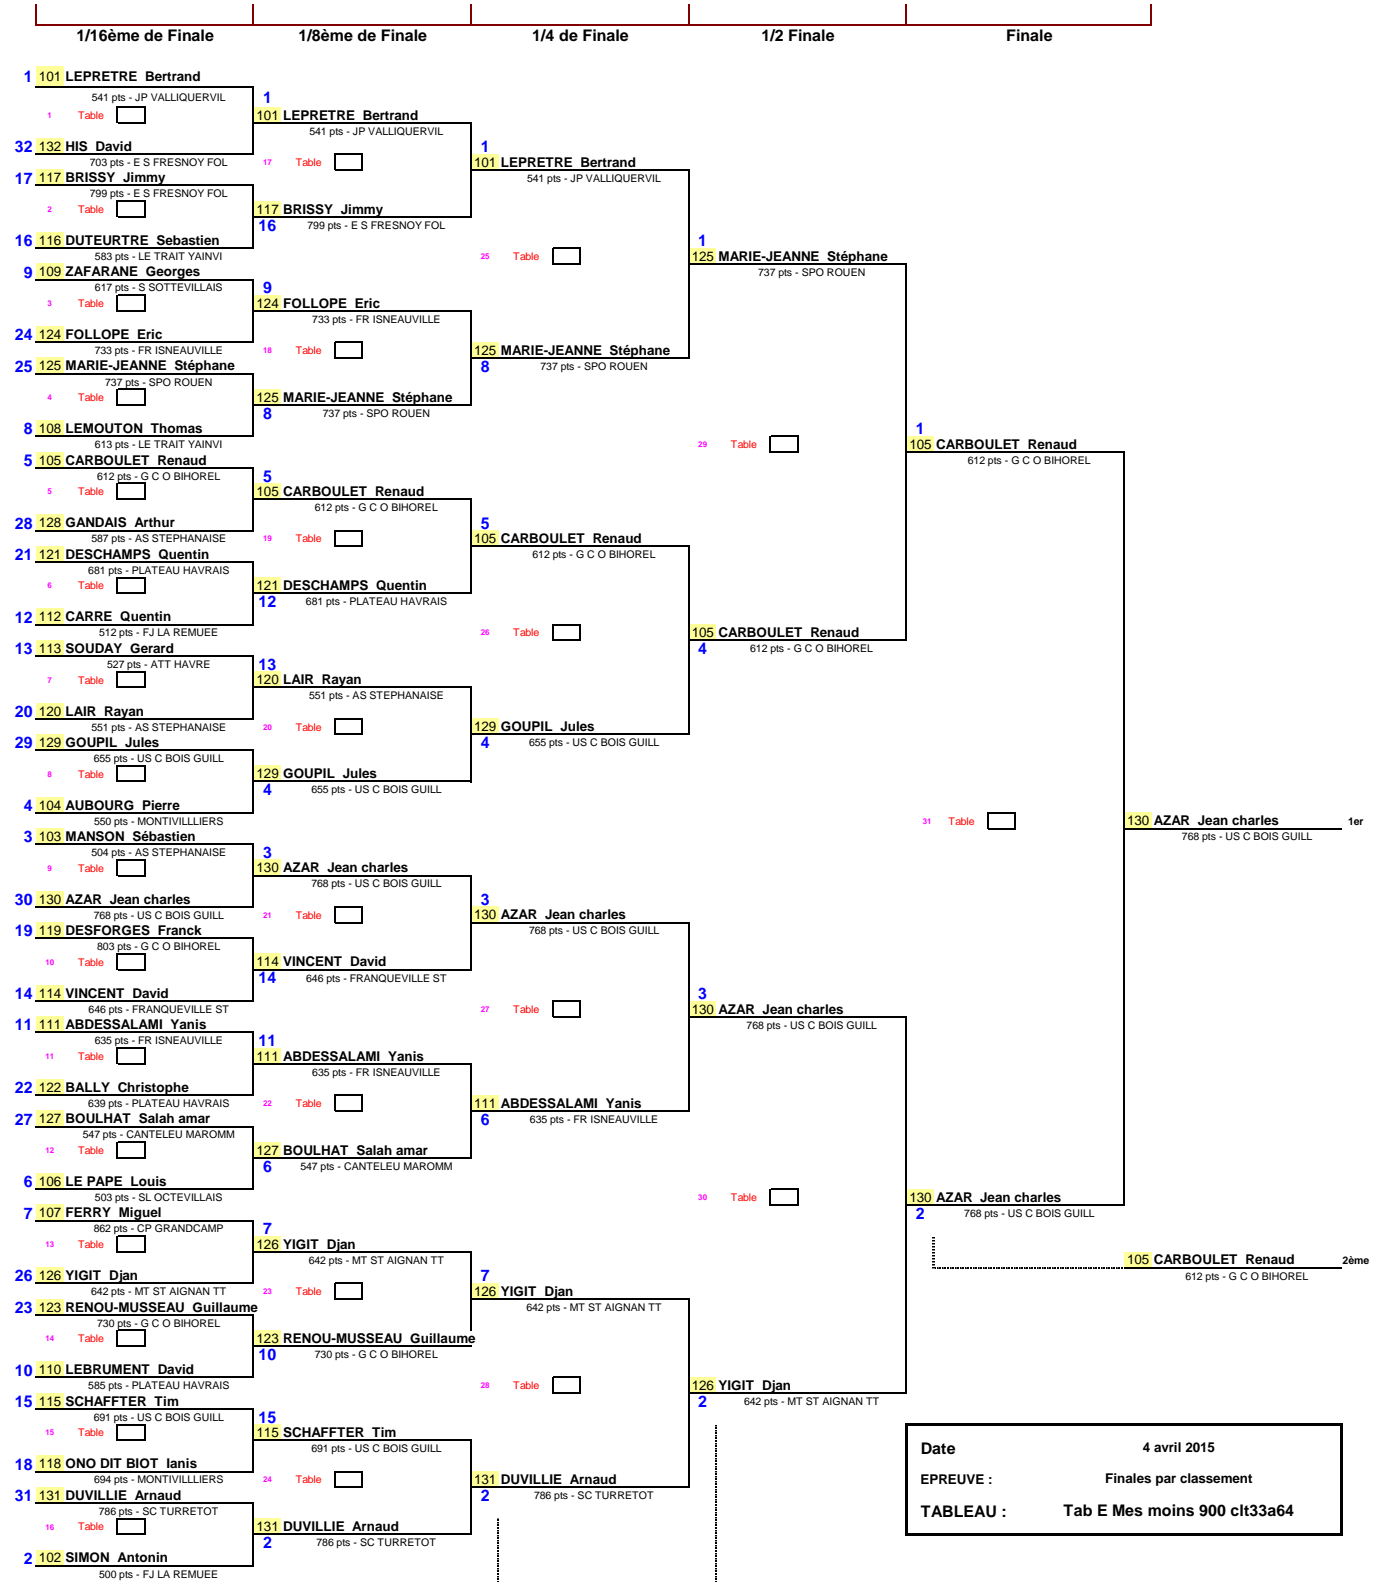 1/16ème de Finale
1/8ème de Finale
1/4 de Finale
1/2 Finale
Finale
1 101 LEPRETRE Bertrand
541 pts - JP VALLIQUERVIL
1 Table
32 132 HIS David
703 pts - E S FRESNOY FOL
17 117 BRISSY Jimmy
799 pts - E S FRESNOY FOL
2 Table
16 116 DUTEURTRE Sebastien
583 pts - LE TRAIT YAINVI
9 109 ZAFARANE Georges
617 pts - S SOTTEVILLAIS
3 Table
24 124 FOLLOPE Eric
733 pts - FR ISNEAUVILLE
25 125 MARIE-JEANNE Stéphane
737 pts - SPO ROUEN
4 Table
8 108 LEMOUTON Thomas
613 pts - LE TRAIT YAINVI
5 105 CARBOULET Renaud
612 pts - G C O BIHOREL
5 Table
28 128 GANDAIS Arthur
587 pts - AS STEPHANAISE
21 121 DESCHAMPS Quentin
681 pts - PLATEAU HAVRAIS
6 Table
12 112 CARRE Quentin
512 pts - FJ LA REMUEE
13 113 SOUDAY Gerard
527 pts - ATT HAVRE
7 Table
20 120 LAIR Rayan
551 pts - AS STEPHANAISE
29 129 GOUPIL Jules
655 pts - US C BOIS GUILL
8 Table
4 104 AUBOURG Pierre
550 pts - MONTIVILLLIERS
3 103 MANSON Sébastien
504 pts - AS STEPHANAISE
9 Table
30 130 AZAR Jean charles
768 pts - US C BOIS GUILL
19 119 DESFORGES Franck
803 pts - G C O BIHOREL
10 Table
14 114 VINCENT David
646 pts - FRANQUEVILLE ST
11 111 ABDESSALAMI Yanis
635 pts - FR ISNEAUVILLE
11 Table
22 122 BALLY Christophe
639 pts - PLATEAU HAVRAIS
27 127 BOULHAT Salah amar
547 pts - CANTELEU MAROMM
12 Table
6 106 LE PAPE Louis
503 pts - SL OCTEVILLAIS
7 107 FERRY Miguel
862 pts - CP GRANDCAMP
13 Table
26 126 YIGIT Djan
642 pts - MT ST AIGNAN TT
23 123 RENOU-MUSSEAU Guillaume
730 pts - G C O BIHOREL
14 Table
10 110 LEBRUMENT David
585 pts - PLATEAU HAVRAIS
15 115 SCHAFFTER Tim
691 pts - US C BOIS GUILL
15 Table
18 118 ONO DIT BIOT Ianis
694 pts - MONTIVILLLIERS
31 131 DUVILLIE Arnaud
786 pts - SC TURRETOT
16 Table
2 102 SIMON Antonin
500 pts - FJ LA REMUEE
1
101 LEPRETRE Bertrand
541 pts - JP VALLIQUERVIL
17 Table
117 BRISSY Jimmy
16 799 pts - E S FRESNOY FOL
9
124 FOLLOPE Eric
733 pts - FR ISNEAUVILLE
18 Table
125 MARIE-JEANNE Stéphane
8 737 pts - SPO ROUEN
5
105 CARBOULET Renaud
612 pts - G C O BIHOREL
19 Table
121 DESCHAMPS Quentin
12 681 pts - PLATEAU HAVRAIS
13
120 LAIR Rayan
551 pts - AS STEPHANAISE
20 Table
129 GOUPIL Jules
4 655 pts - US C BOIS GUILL
3
130 AZAR Jean charles
768 pts - US C BOIS GUILL
21 Table
114 VINCENT David
14 646 pts - FRANQUEVILLE ST
11
111 ABDESSALAMI Yanis
635 pts - FR ISNEAUVILLE
22 Table
127 BOULHAT Salah amar
6 547 pts - CANTELEU MAROMM
7
126 YIGIT Djan
642 pts - MT ST AIGNAN TT
23 Table
123 RENOU-MUSSEAU Guillaume
10 730 pts - G C O BIHOREL
15
115 SCHAFFTER Tim
691 pts - US C BOIS GUILL
24 Table
131 DUVILLIE Arnaud
2 786 pts - SC TURRETOT
1
101 LEPRETRE Bertrand
541 pts - JP VALLIQUERVIL
25 Table
125 MARIE-JEANNE Stéphane
8 737 pts - SPO ROUEN
5
105 CARBOULET Renaud
612 pts - G C O BIHOREL
26 Table
129 GOUPIL Jules
4 655 pts - US C BOIS GUILL
3
130 AZAR Jean charles
768 pts - US C BOIS GUILL
27 Table
111 ABDESSALAMI Yanis
6 635 pts - FR ISNEAUVILLE
7
126 YIGIT Djan
642 pts - MT ST AIGNAN TT
28 Table
131 DUVILLIE Arnaud
2 786 pts - SC TURRETOT
1
125 MARIE-JEANNE Stéphane
737 pts - SPO ROUEN
29 Table
105 CARBOULET Renaud
4 612 pts - G C O BIHOREL
3
130 AZAR Jean charles
768 pts - US C BOIS GUILL
30 Table
126 YIGIT Djan
2 642 pts - MT ST AIGNAN TT
1
105 CARBOULET Renaud
612 pts - G C O BIHOREL
31 Table
130 AZAR Jean charles
2 768 pts - US C BOIS GUILL
130 AZAR Jean charles 1er
768 pts - US C BOIS GUILL
105 CARBOULET Renaud 2ème
612 pts - G C O BIHOREL
Date 4 avril 2015
EPREUVE : Finales par classement
TABLEAU : Tab E Mes moins 900 clt33a64